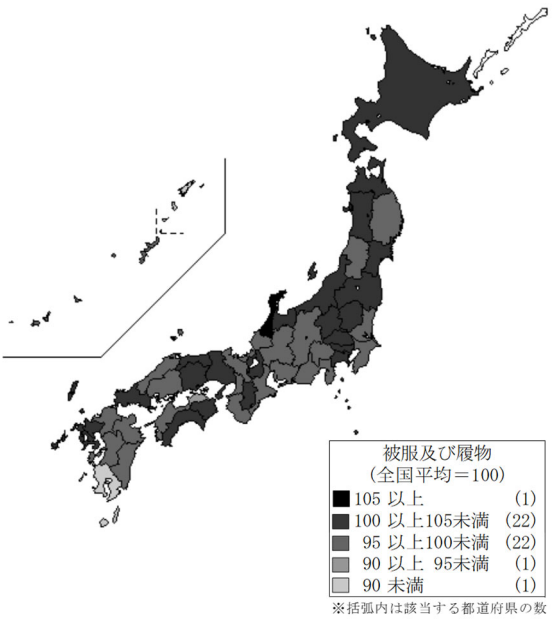 被服及び履物
(全国平均＝100)
105 以上 (1)
100 以上105未満 (22)
95 以上100未満 (22)
90 以上 95未満 (1)
90 未満 (1)
※括弧内は該当する都道府県の数